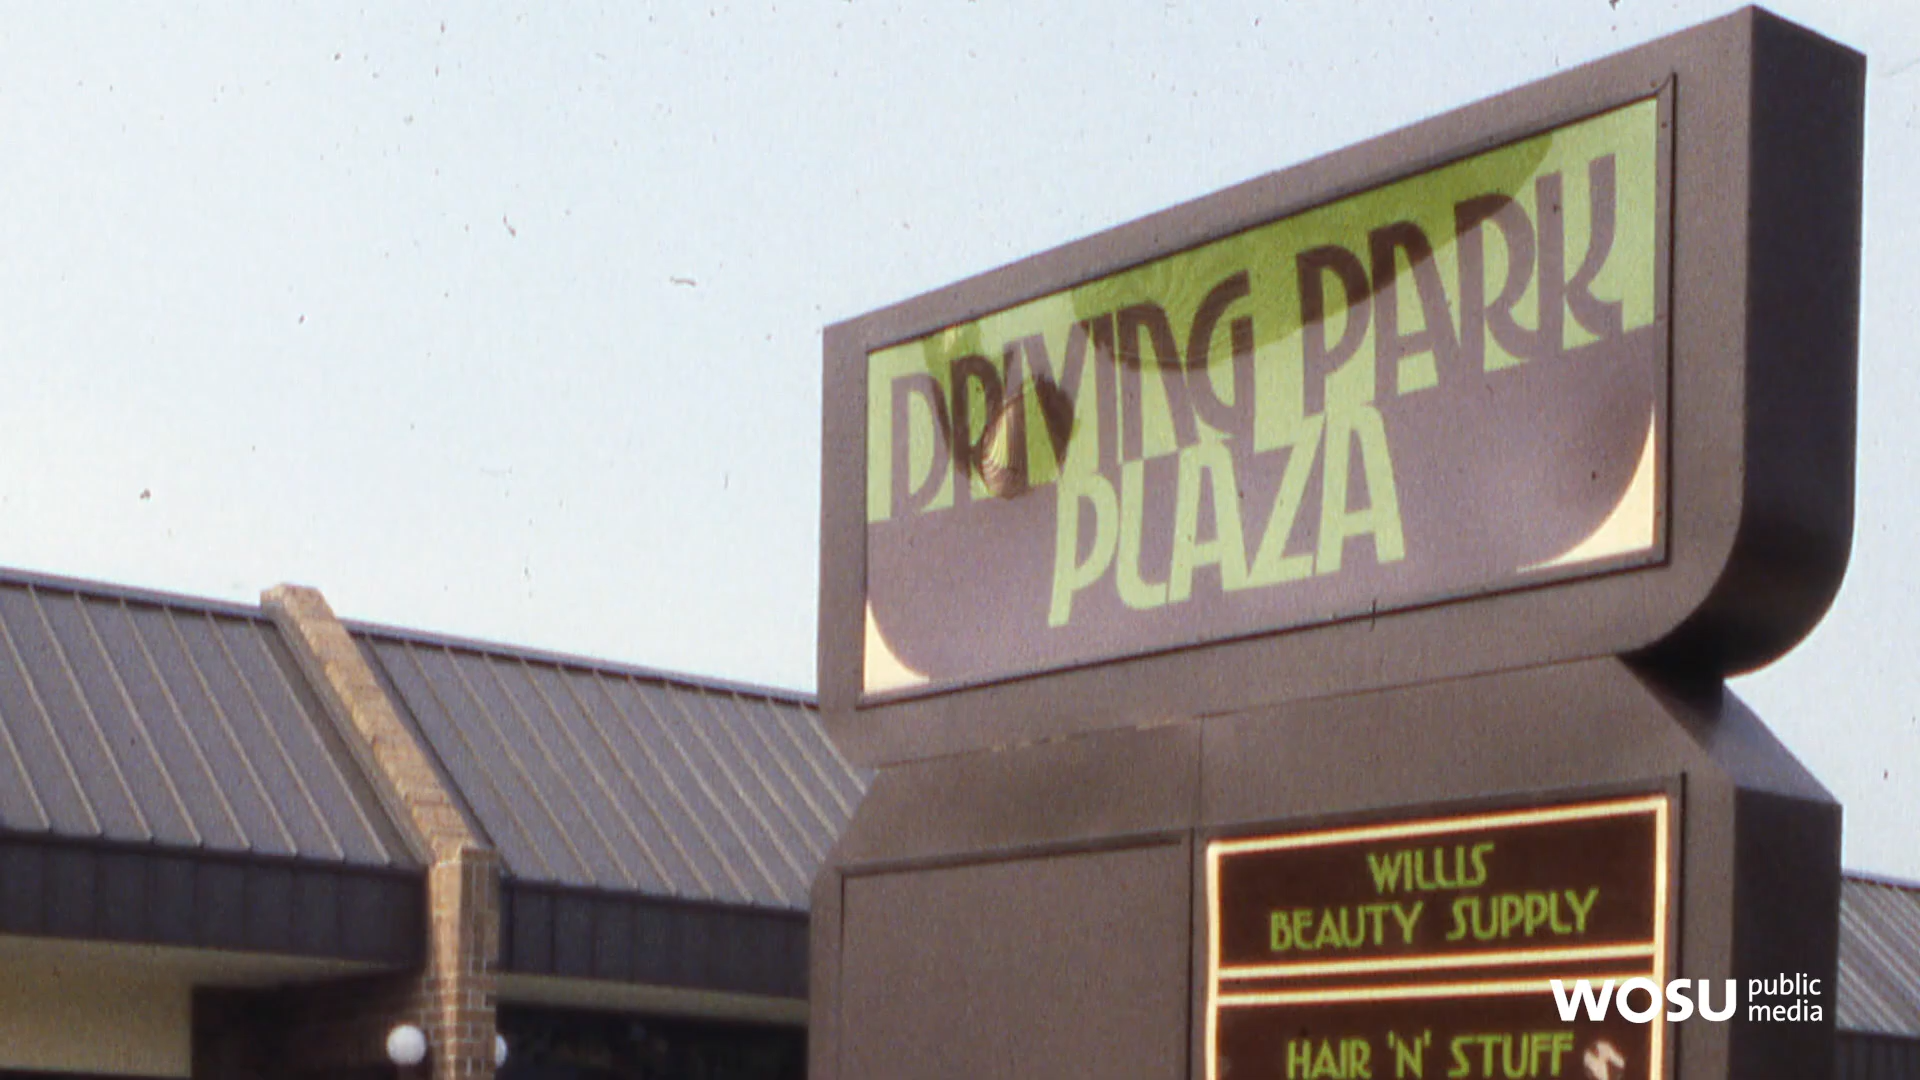 DRIVING PARK
PLAZA
WILLIS
BEAUTY SUPPLY
HAIR 'N' STUFF
WOSU public media